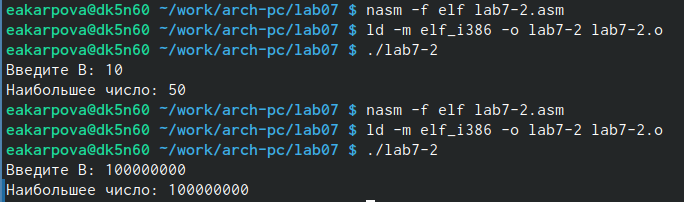 eakarpova@dk5n60 ~/work/arch-pc/lab07 $ nasm -f elf lab7-2.asm
eakarpova@dk5n60 ~/work/arch-pc/lab07 $ ld -m elf_i386 -o lab7-2 lab7-2.o
eakarpova@dk5n60 ~/work/arch-pc/lab07 $ ./lab7-2
Введите B: 10
Наибольшее число: 50
eakarpova@dk5n60 ~/work/arch-pc/lab07 $ nasm -f elf lab7-2.asm
eakarpova@dk5n60 ~/work/arch-pc/lab07 $ ld -m elf_i386 -o lab7-2 lab7-2.o
eakarpova@dk5n60 ~/work/arch-pc/lab07 $ ./lab7-2
Введите B: 100000000
Наибольшее число: 100000000